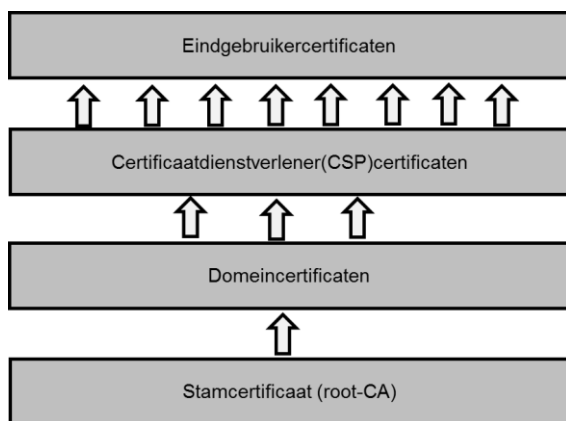 Eindgebruikercertificaten
Certificaatdienstverlener(CSP)certificaten
Domeincertificaten
Stamcertificaat (root-CA)